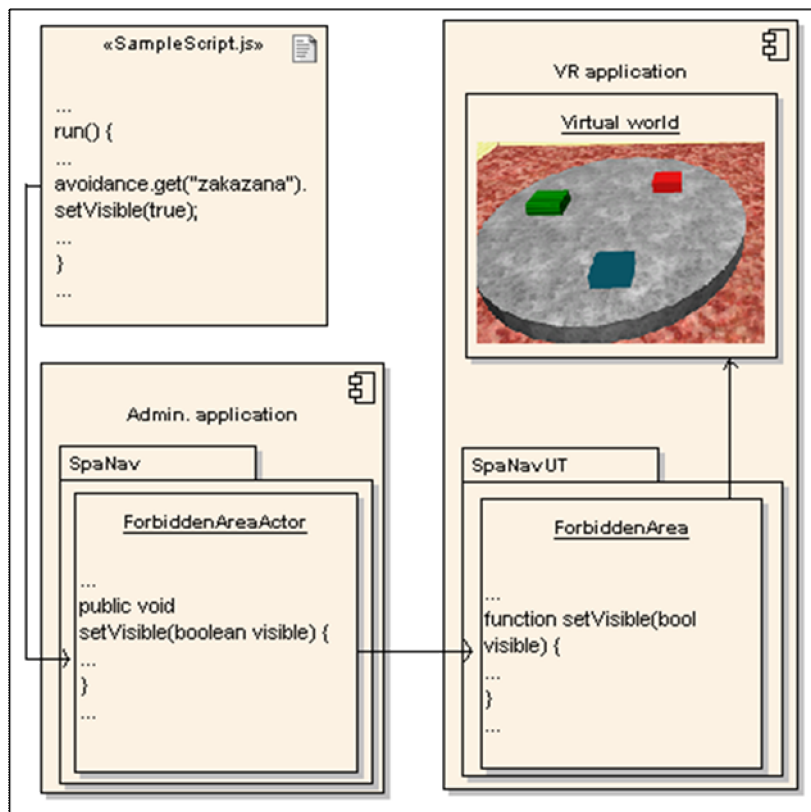 «SampleScript.js»
...
run() {
...
avoidance.get("zakazana").
setVisible(true);
...
}
...
VR application
Virtual world
Admin. application
SpaNav
ForbiddenAreaActor
...
public void
setVisible(boolean visible) {
...
}
...
SpaNavUT
ForbiddenArea
...
function setVisible(bool
visible) {
...
}
...